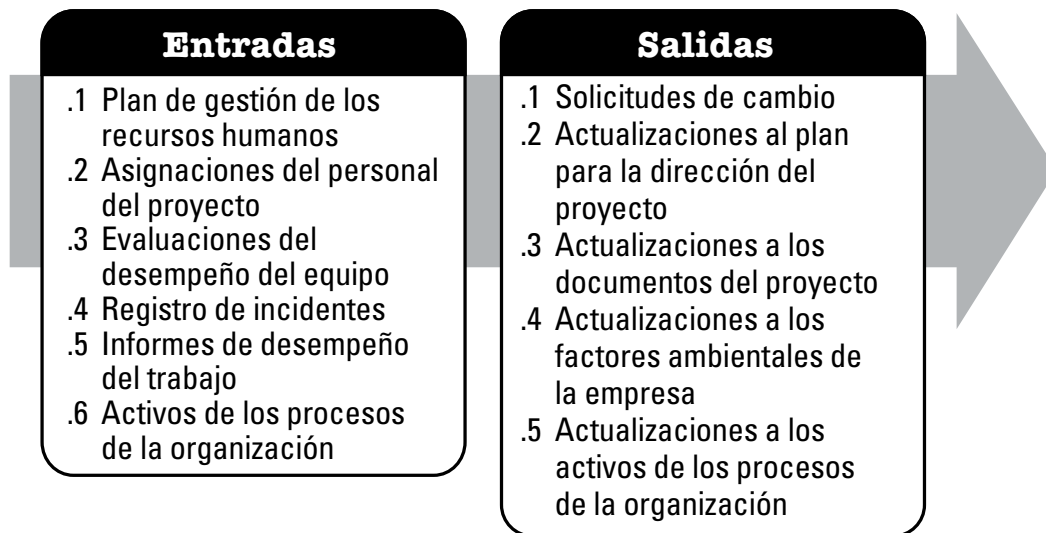 Entradas
.1 Plan de gestión de los
recursos humanos
.2 Asignaciones del personal
del proyecto
.3 Evaluaciones del
desempeño del equipo
.4 Registro de incidentes
.5 Informes de desempeño
del trabajo
.6 Activos de los procesos
de la organización
Salidas
.1 Solicitudes de cambio
.2 Actualizaciones al plan
para la dirección del
proyecto
.3 Actualizaciones a los
documentos del proyecto
.4 Actualizaciones a los
factores ambientales de
la empresa
.5 Actualizaciones a los
activos de los procesos
de la organización